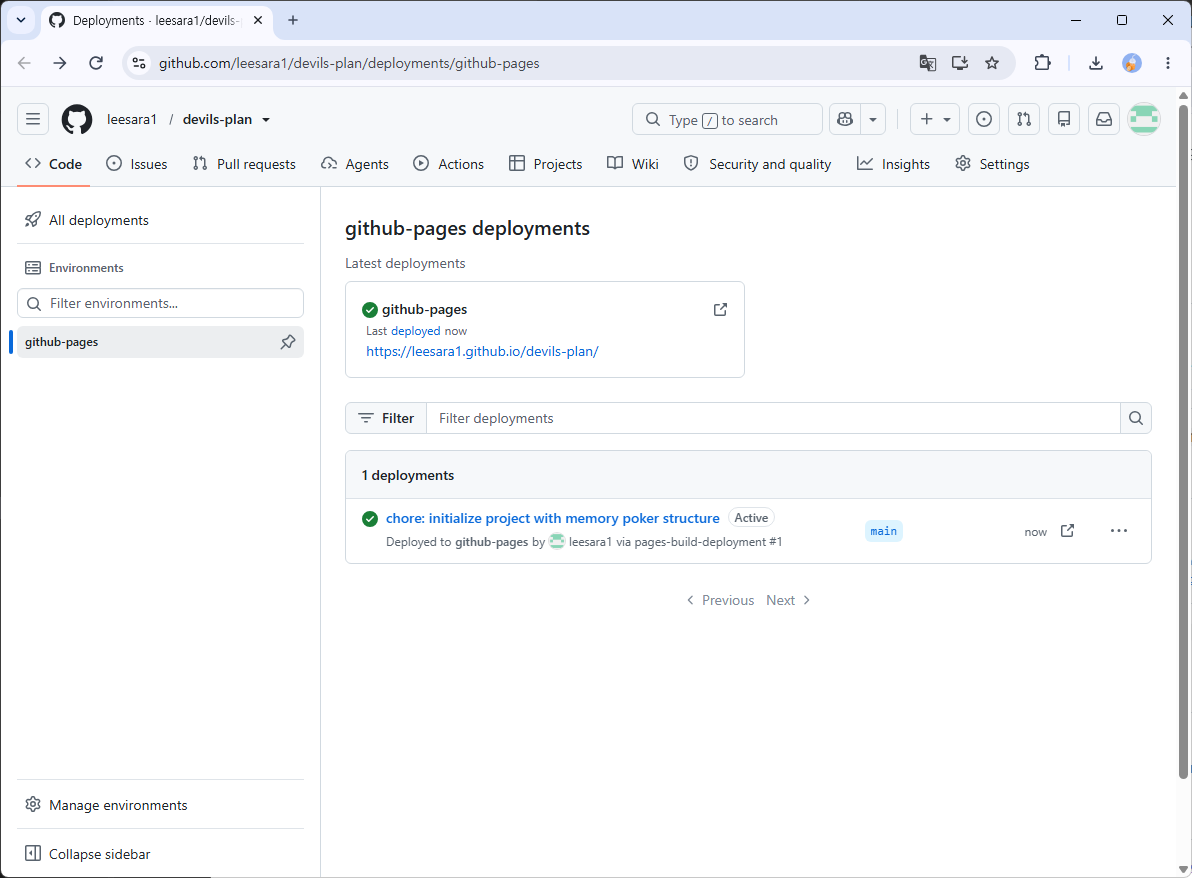 Deployments · leesara1/devils-
github.com/leesara1/devils-plan/deployments/github-pages
leesara1 / devils-plan
Type / to search
Code Issues Pull requests Agents Actions Projects Wiki Security and quality Insights Settings
All deployments
Environments
Filter environments...
github-pages
Manage environments
Collapse sidebar
github-pages deployments
Latest deployments
github-pages
Last deployed now
https://leesara1.github.io/devils-plan/
Filter Filter deployments
1 deployments
chore: initialize project with memory poker structure Active
Deployed to github-pages by leesara1 via pages-build-deployment #1
main
now
Previous Next